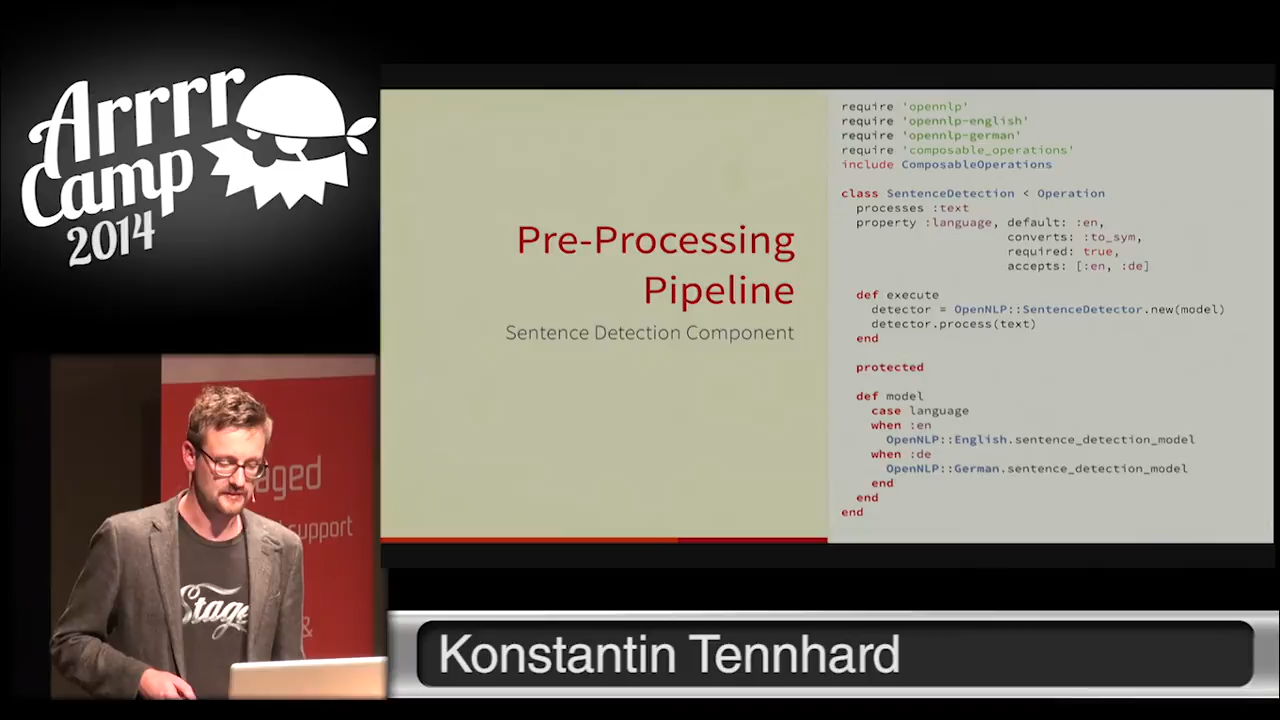 Arrrr
Camp
2014
Pre-Processing
Pipeline
Sentence Detection Component
require 'opennlp'
require 'opennlp-english'
require 'opennlp-german'
require 'composable_operations'
include ComposableOperations
class SentenceDetection < Operation
  processes :text
  property :language, default: :en,
                      converts: :to_sym,
                      required: true,
                      accepts: [:en, :de]
  def execute
    detector = OpenNLP::SentenceDetector.new(model)
    detector.process(text)
  end
  protected
  def model
    case language
    when :en
      OpenNLP::English.sentence_detection_model
    when :de
      OpenNLP::German.sentence_detection_model
    end
  end
end
aged
support
&
Stage
Konstantin Tennhard